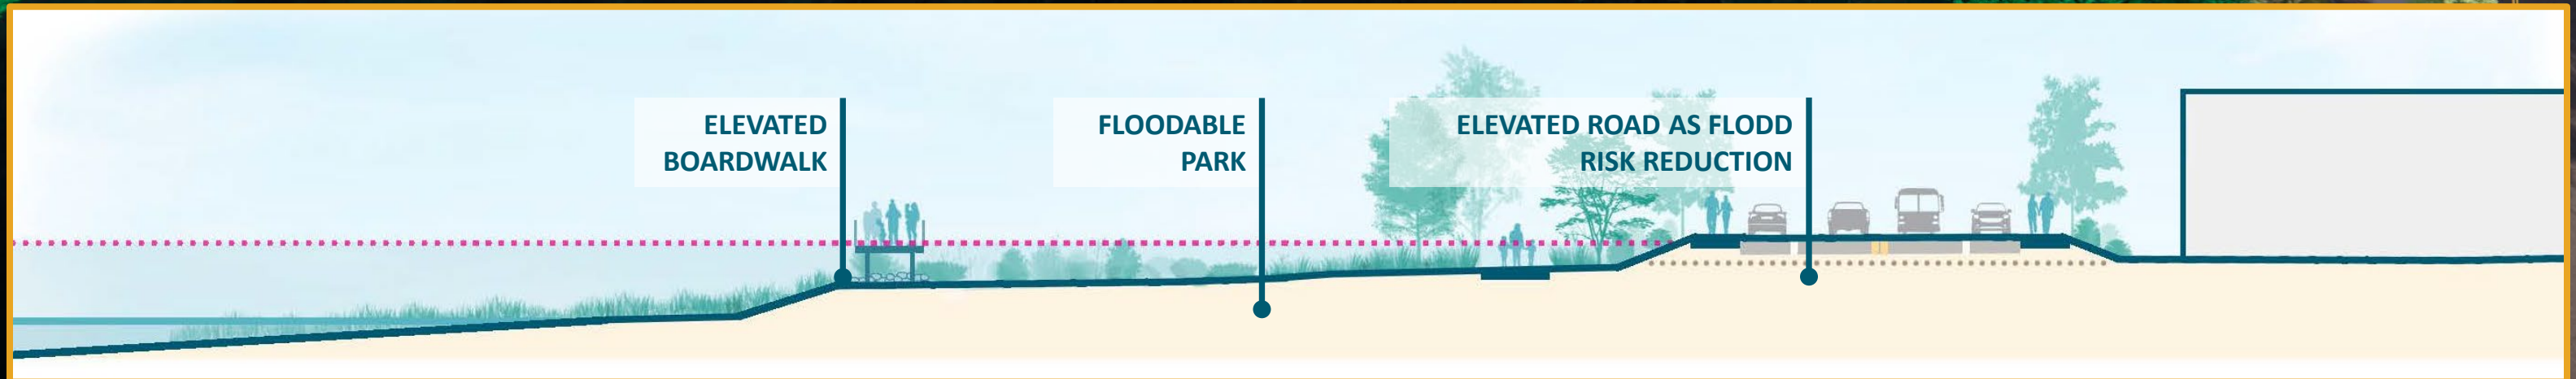 ELEVATED
BOARDWALK
FLOODABLE
PARK
ELEVATED ROAD AS FLODD
RISK REDUCTION